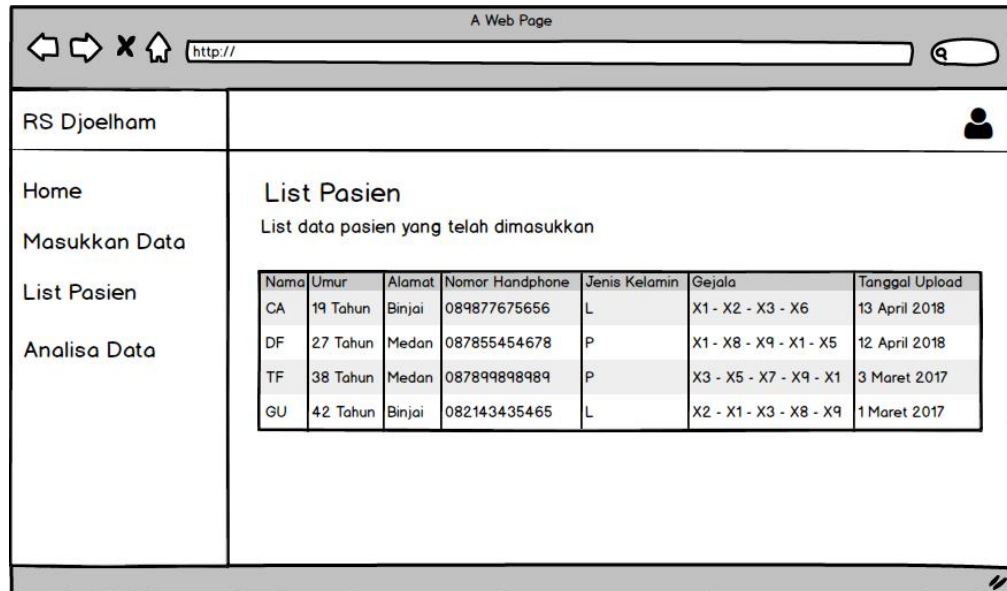 A Web Page
http://
RS Djoelham
Home
Masukkan Data
List Pasien
Analisa Data
List Pasien
List data pasien yang telah dimasukkan
Nama Umur Alamat Nomor Handphone Jenis Kelamin Gejala Tanggal Upload
CA 19 Tahun Binjai 089877675656 L X1 - X2 - X3 - X6 13 April 2018
DF 27 Tahun Medan 087855454678 P X1 - X8 - X9 - X1 - X5 12 April 2018
TF 38 Tahun Medan 087899898989 P X3 - X5 - X7 - X9 - X1 3 Maret 2017
GU 42 Tahun Binjai 082143435465 L X2 - X1 - X3 - X8 - X9 1 Maret 2017